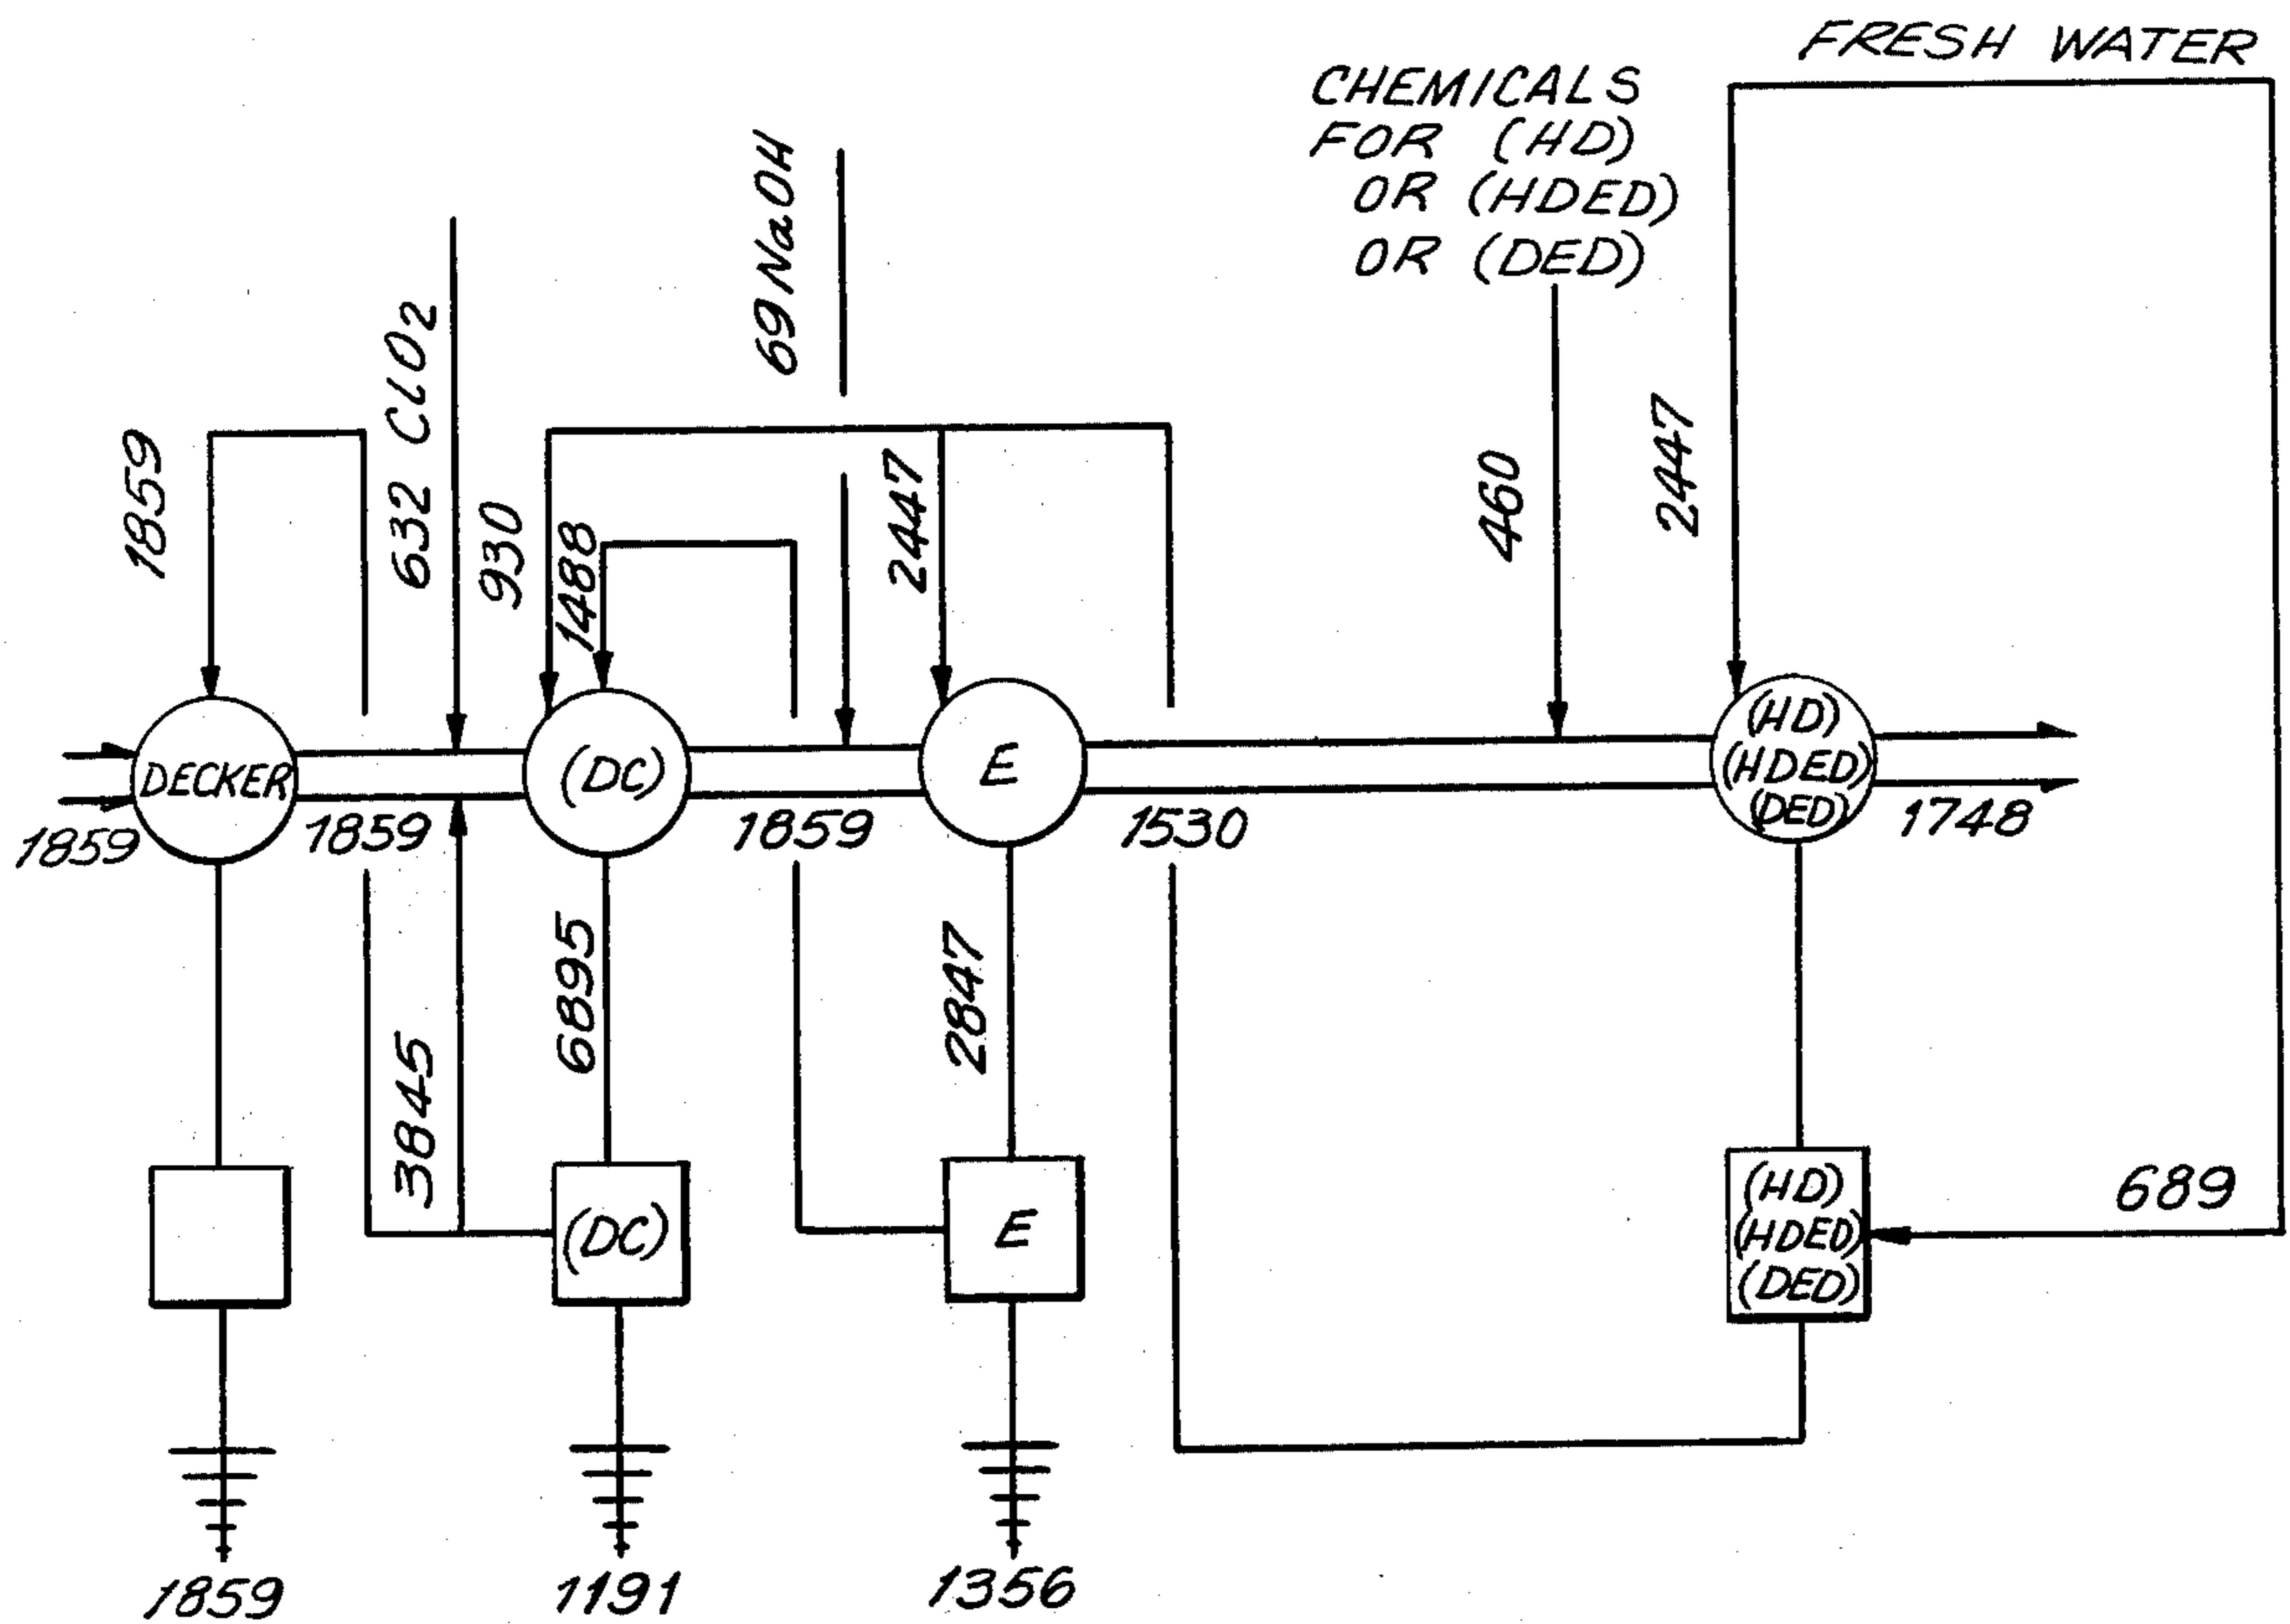 FRESH WATER
CHEMICALS
FOR (HD)
OR (HDED)
OR (DED)
69 NaOH
632 ClO2
1859
930
1488
2447
460
2447
DECKER
(DC)
E
(HD)
(HDED)
(DED)
1859
1859
1859
1530
1748
3845
6895
2847
689
(DC)
E
(HD)
(HDED)
(DED)
1859
1191
1356